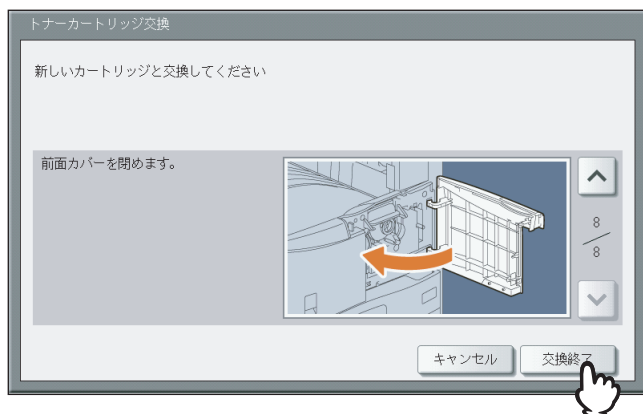 トナーカートリッジ交換
新しいカートリッジと交換してください
前面カバーを閉めます。
8
8
キャンセル
交換終了